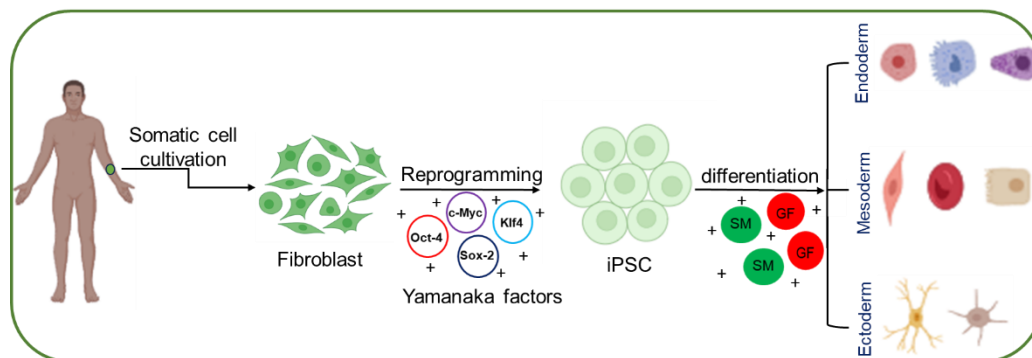 Somatic cell
cultivation
Fibroblast
Reprogramming
+
+
+
+
+
+
c-Myc
Klf4
Oct-4
Sox-2
Yamanaka factors
iPSC
differentiation
+
+
+
+
+
+
SM
GF
SM
GF
Endoderm
Mesoderm
Ectoderm